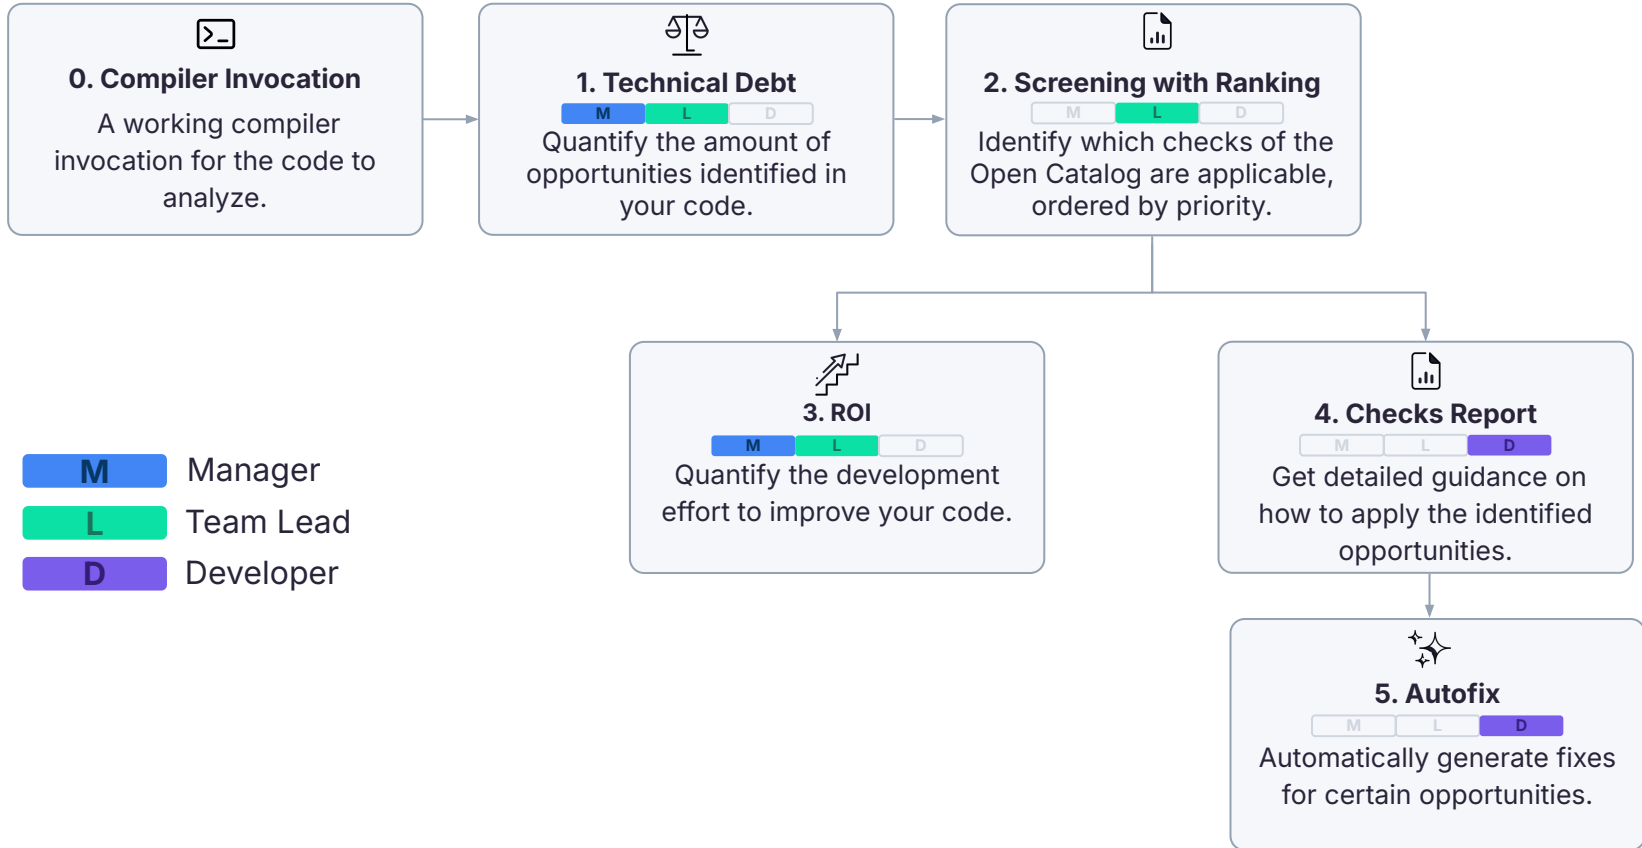 0. Compiler Invocation
A working compiler
invocation for the code to
analyze.
1. Technical Debt
M L D
Quantify the amount of
opportunities identified in
your code.
2. Screening with Ranking
M L D
Identify which checks of the
Open Catalog are applicable,
ordered by priority.
3. ROI
M L D
Quantify the development
effort to improve your code.
4. Checks Report
M L D
Get detailed guidance on
how to apply the identified
opportunities.
M Manager
L Team Lead
D Developer
5. Autofix
M L D
Automatically generate fixes
for certain opportunities.